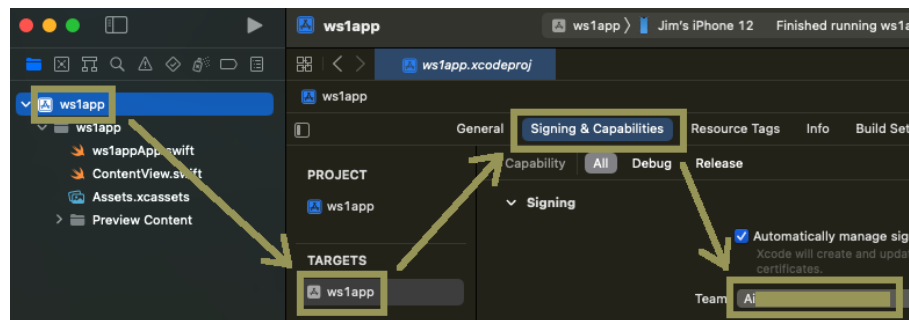 ws1app
ws1app
Jim's iPhone 12
Finished running ws1a
ws1app.xcodeproj
ws1app
ws1app
ws1app
ws1appApp.swift
ContentView.swift
Assets.xcassets
Preview Content
General
Signing & Capabilities
Resource Tags
Info
Build Set
Capability
All
Debug
Release
PROJECT
ws1app
TARGETS
ws1app
Signing
Automatically manage sig
Xcode will create and upda
certificates.
Team
Ai